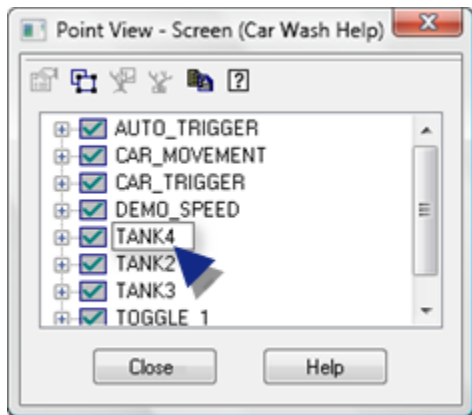 Point View - Screen (Car Wash Help)
AUTO_TRIGGER
CAR_MOVEMENT
CAR_TRIGGER
DEMO_SPEED
TANK4
TANK2
TANK3
TOGGLE_1
Close Help